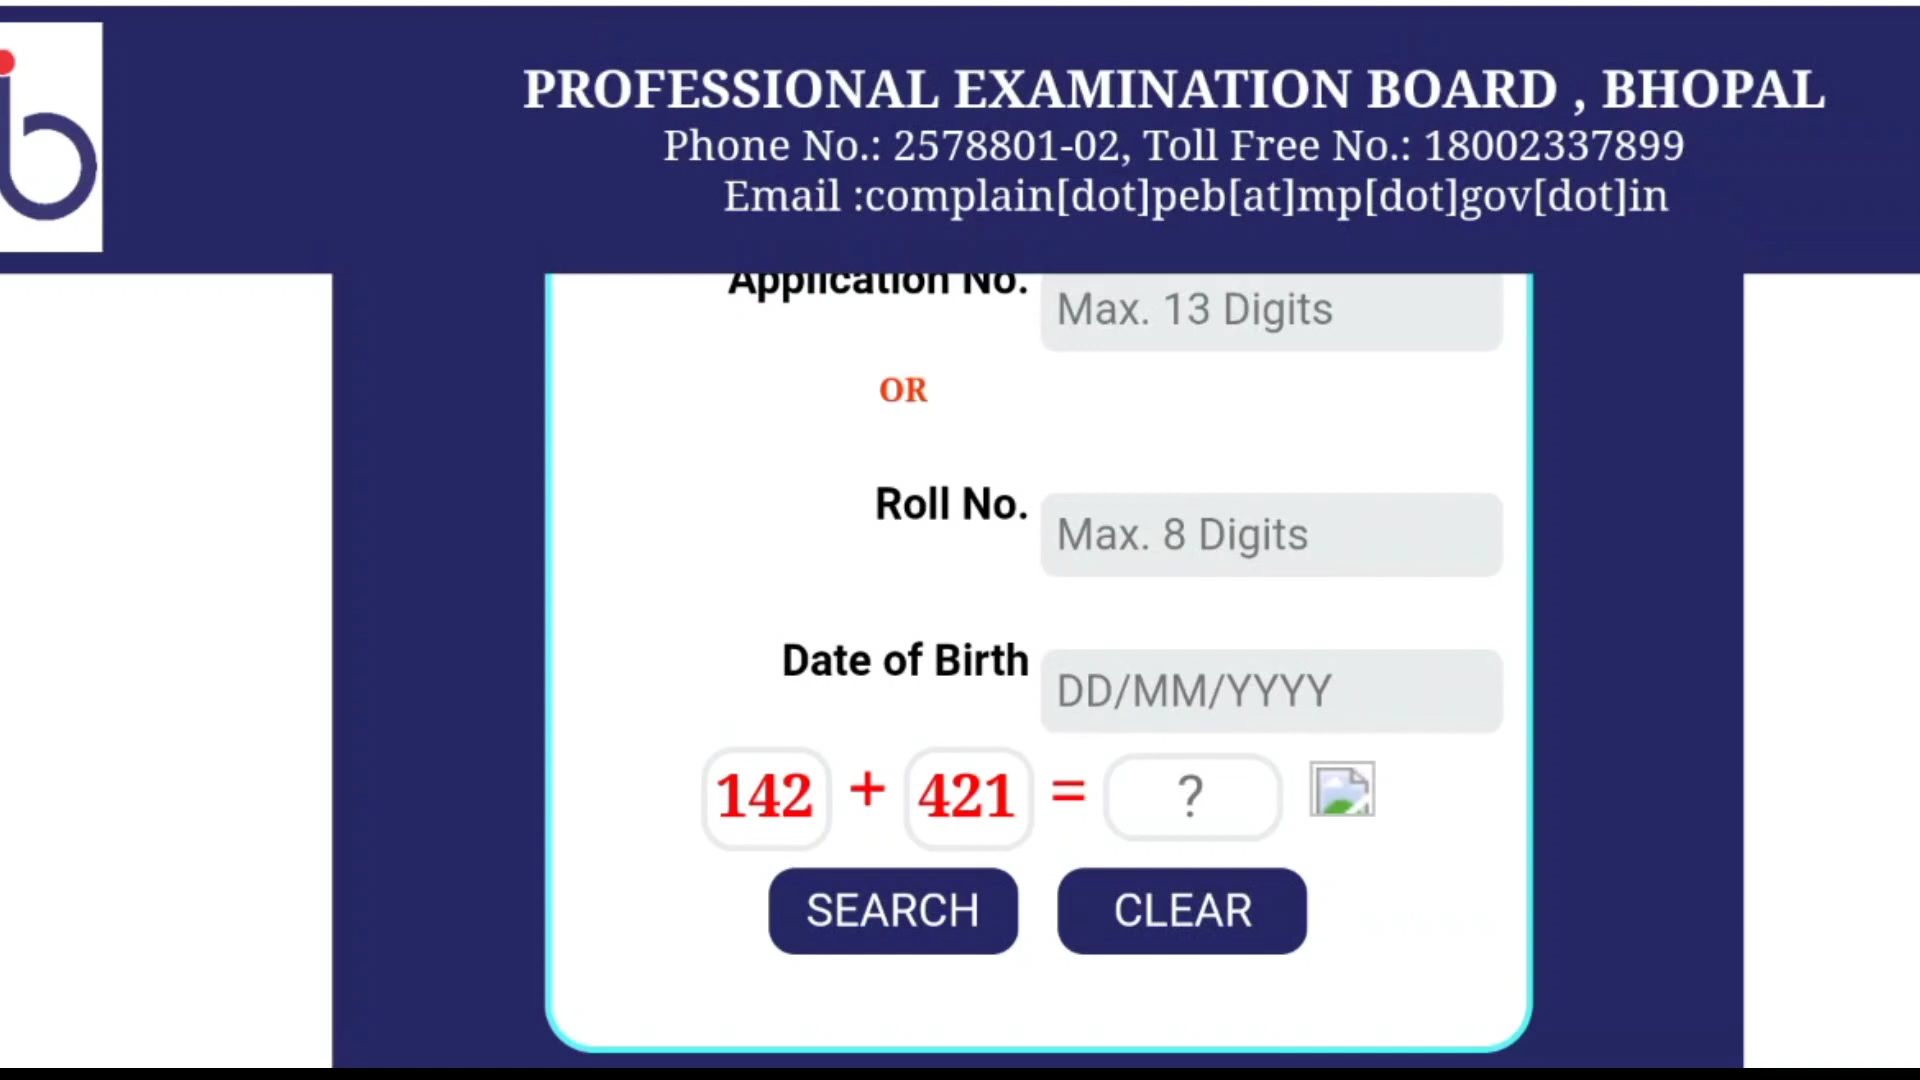 PROFESSIONAL EXAMINATION BOARD , BHOPAL
Phone No.: 2578801-02, Toll Free No.: 18002337899
Email :complain[dot]peb[at]mp[dot]gov[dot]in
Application No. Max. 13 Digits
OR
Roll No. Max. 8 Digits
Date of Birth DD/MM/YYYY
142 + 421 = ?
SEARCH CLEAR